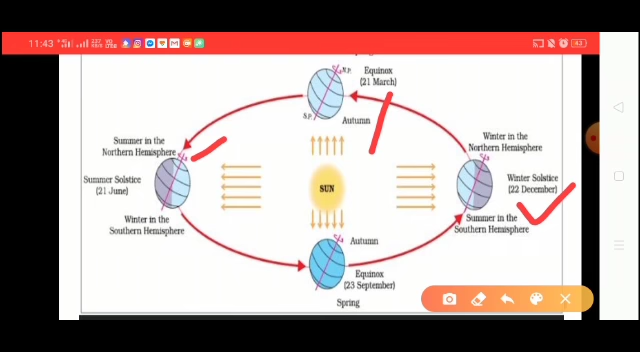 11:43
N.P.
Equinox
(21 March)
S.P.
Autumn
Summer in the
Northern Hemisphere
Winter in the
Northern Hemisphere
Summer Solstice
(21 June)
SUN
Winter Solstice
(22 December)
Winter in the
Southern Hemisphere
Summer in the
Southern Hemisphere
Autumn
Equinox
(23 September)
Spring